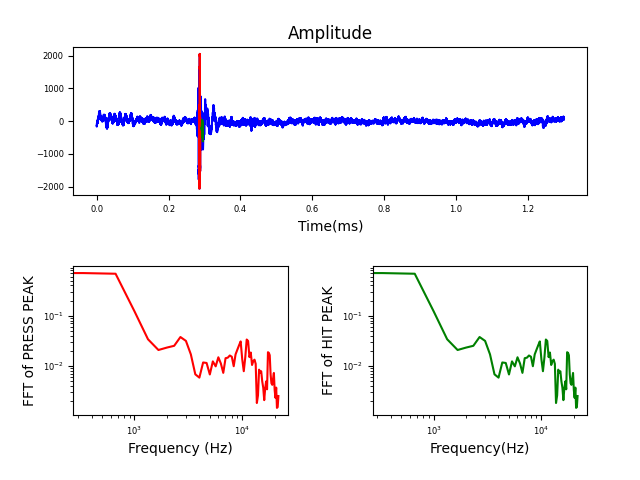 Amplitude
2000
1000
0
−1000
−2000
0.0 0.2 0.4 0.6 0.8 1.0 1.2
Time(ms)
FFT of PRESS PEAK
10⁻¹
10⁻²
10³ 10⁴
Frequency (Hz)
FFT of HIT PEAK
10⁻¹
10⁻²
10³ 10⁴
Frequency(Hz)